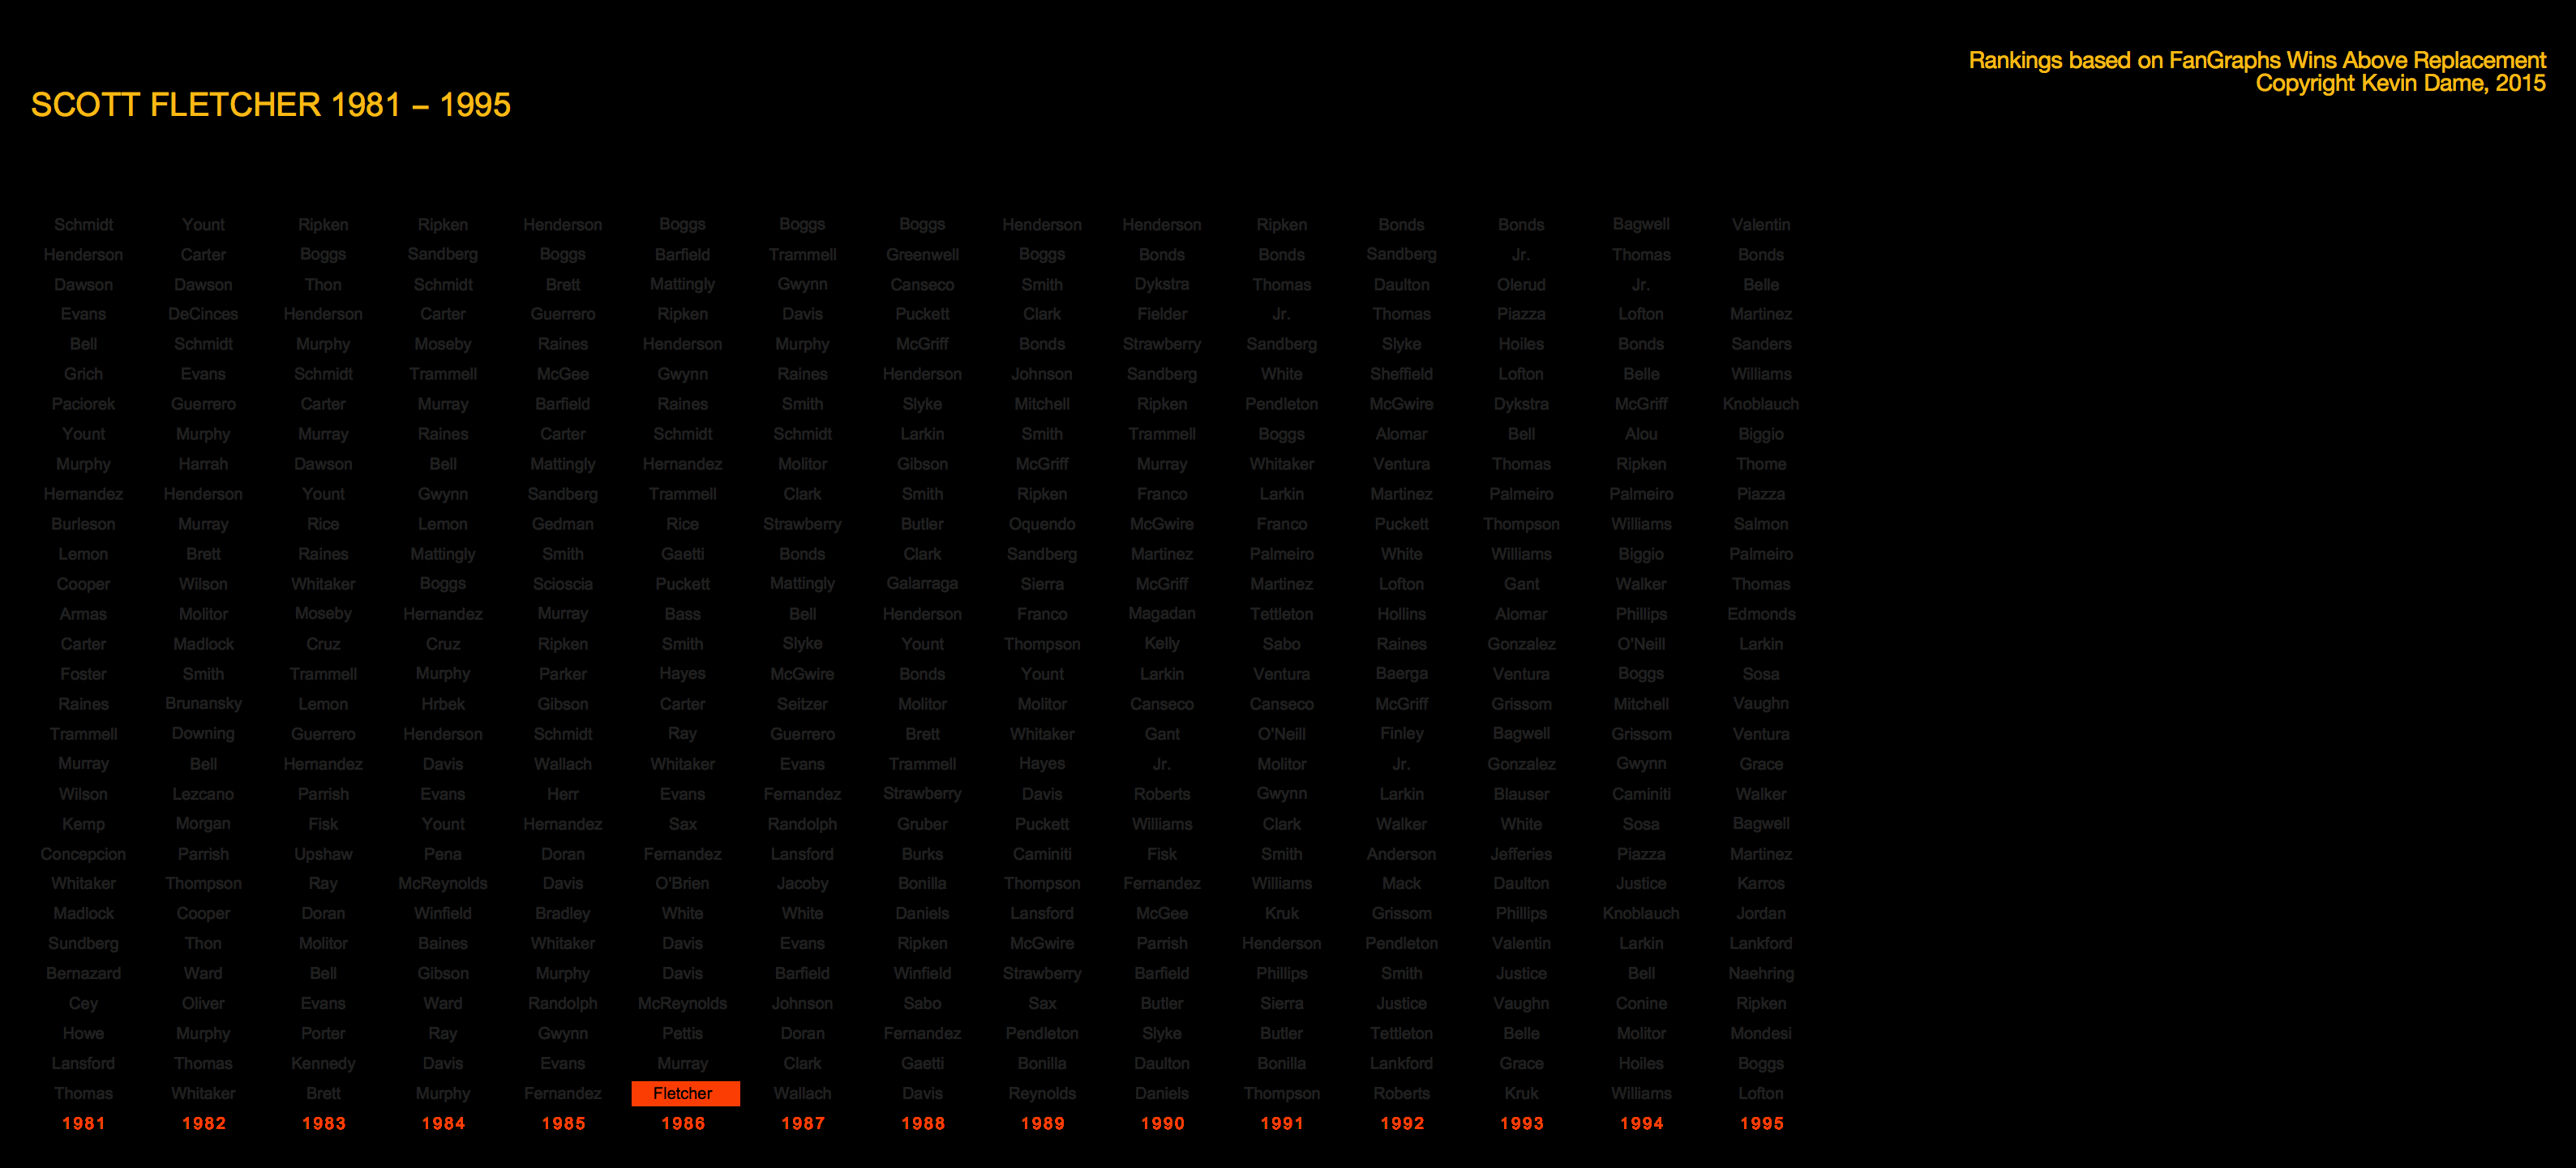 Rankings based on FanGraphs Wins Above Replacement
Copyright Kevin Dame, 2015
SCOTT FLETCHER 1981 – 1995
Schmidt Yount Ripken Ripken Henderson Boggs Boggs Boggs Henderson Henderson Ripken Bonds Bonds Bagwell Valentin
Henderson Carter Boggs Sandberg Boggs Barfield Trammell Greenwell Boggs Bonds Bonds Sandberg Jr. Thomas Bonds
Dawson Dawson Thon Schmidt Brett Mattingly Gwynn Canseco Smith Dykstra Thomas Daulton Olerud Jr. Belle
Evans DeCinces Henderson Carter Guerrero Ripken Davis Puckett Clark Fielder Jr. Thomas Piazza Lofton Martinez
Bell Schmidt Murphy Moseby Raines Henderson Murphy McGriff Bonds Strawberry Sandberg Slyke Hoiles Bonds Sanders
Grich Evans Schmidt Trammell McGee Gwynn Raines Henderson Johnson Sandberg White Sheffield Lofton Belle Williams
Paciorek Guerrero Carter Murray Barfield Raines Smith Slyke Mitchell Ripken Pendleton McGwire Dykstra McGriff Knoblauch
Yount Murphy Murray Raines Carter Schmidt Schmidt Larkin Smith Trammell Boggs Alomar Bell Alou Biggio
Murphy Harrah Dawson Bell Mattingly Hernandez Molitor Gibson McGriff Murray Whitaker Ventura Thomas Ripken Thome
Hernandez Henderson Yount Gwynn Sandberg Trammell Clark Smith Ripken Franco Larkin Martinez Palmeiro Palmeiro Piazza
Burleson Murray Rice Lemon Gedman Rice Strawberry Butler Oquendo McGwire Franco Puckett Thompson Williams Salmon
Lemon Brett Raines Mattingly Smith Gaetti Bonds Clark Sandberg Martinez Palmeiro White Williams Biggio Palmeiro
Cooper Wilson Whitaker Boggs Scioscia Puckett Mattingly Galarraga Sierra McGriff Martinez Lofton Gant Walker Thomas
Armas Molitor Moseby Hernandez Murray Bass Bell Henderson Franco Magadan Tettleton Hollins Alomar Phillips Edmonds
Carter Madlock Cruz Cruz Ripken Smith Slyke Yount Thompson Kelly Sabo Raines Gonzalez O'Neill Larkin
Foster Smith Trammell Murphy Parker Hayes McGwire Bonds Yount Larkin Ventura Baerga Ventura Boggs Sosa
Raines Brunansky Lemon Hrbek Gibson Carter Seitzer Molitor Molitor Canseco Canseco McGriff Grissom Mitchell Vaughn
Trammell Downing Guerrero Henderson Schmidt Ray Guerrero Brett Whitaker Gant O'Neill Finley Bagwell Grissom Ventura
Murray Bell Hernandez Davis Wallach Whitaker Evans Trammell Hayes Jr. Molitor Jr. Gonzalez Gwynn Grace
Wilson Lezcano Parrish Evans Herr Evans Fernandez Strawberry Davis Roberts Gwynn Larkin Blauser Caminiti Walker
Kemp Morgan Fisk Yount Hernandez Sax Randolph Gruber Puckett Williams Clark Walker White Sosa Bagwell
Concepcion Parrish Upshaw Pena Doran Fernandez Lansford Burks Caminiti Fisk Smith Anderson Jefferies Piazza Martinez
Whitaker Thompson Ray McReynolds Davis O'Brien Jacoby Bonilla Thompson Fernandez Williams Mack Daulton Justice Karros
Madlock Cooper Doran Winfield Bradley White White Daniels Lansford McGee Kruk Grissom Phillips Knoblauch Jordan
Sundberg Thon Molitor Baines Whitaker Davis Evans Ripken McGwire Parrish Henderson Pendleton Valentin Larkin Lankford
Bernazard Ward Bell Gibson Murphy Davis Barfield Winfield Strawberry Barfield Phillips Smith Justice Bell Naehring
Cey Oliver Evans Ward Randolph McReynolds Johnson Sabo Sax Butler Sierra Justice Vaughn Conine Ripken
Howe Murphy Porter Ray Gwynn Pettis Doran Fernandez Pendleton Slyke Butler Tettleton Belle Molitor Mondesi
Lansford Thomas Kennedy Davis Evans Murray Clark Gaetti Bonilla Daulton Bonilla Lankford Grace Hoiles Boggs
Thomas Whitaker Brett Murphy Fernandez Fletcher Wallach Davis Reynolds Daniels Thompson Roberts Kruk Williams Lofton
1981 1982 1983 1984 1985 1986 1987 1988 1989 1990 1991 1992 1993 1994 1995